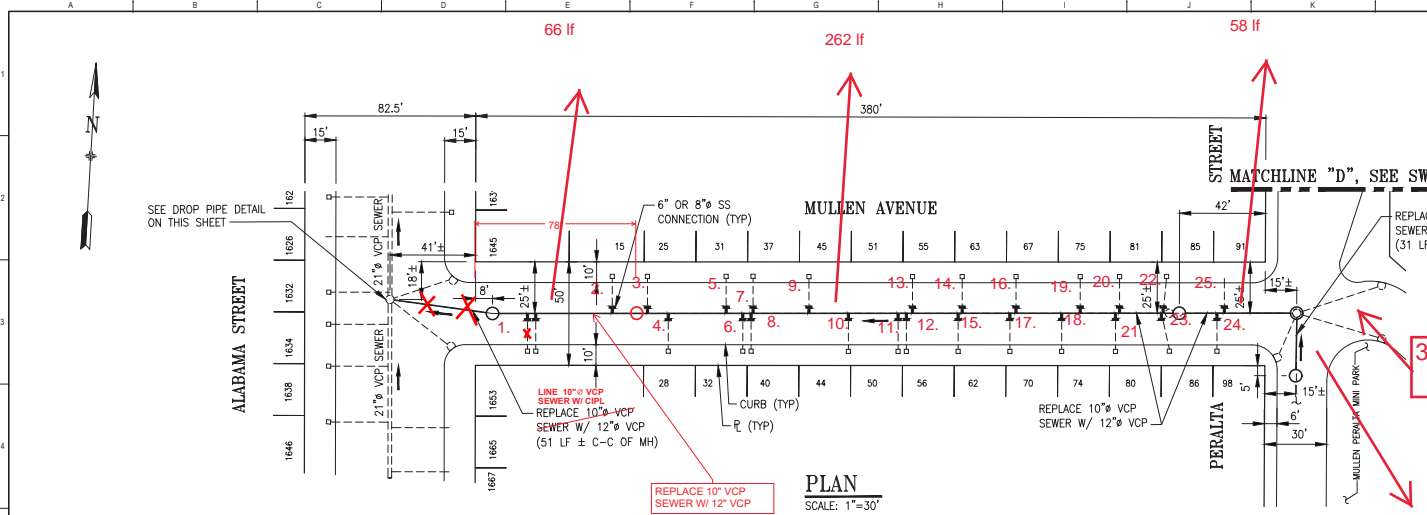 A B C D E F G H I J K
66 lf
262 lf
58 lf
1
82.5'
380'
15'
15'
N
STREET
MATCHLINE "D", SEE SW
2
SEE DROP PIPE DETAIL
ON THIS SHEET
162
1626
1632
1634
1638
1646
21"ø VCP SEWER
21"ø VCP SEWER
163
1645
78
6" OR 8"ø SS
CONNECTION (TYP)
MULLEN AVENUE
42'
REPLAC
SEWER
(31 LF
41'±
18'±
8'
25'±
50'
10'
10'
15 25 31 37 45 51 55 63 67 75 81 85 91
25'±
25'±
15'±
2. 3. 5. 7. 9. 13. 14. 16. 19. 20. 22. 25.
3
1. 4. 6. 8. 10. 11. 12. 15. 17. 18. 21 23. 24.
ALABAMA STREET
LINE 10"ø VCP
SEWER W/ CIPL
REPLACE 10"ø VCP
SEWER W/ 12"ø VCP
(51 LF ± C-C OF MH)
28 32 40 44 50 56 62 70 74 80 86 98
CURB (TYP)
PL (TYP)
REPLACE 10"ø VCP
SEWER W/ 12"ø VCP
5'
15'±
6'
30'
3
MULLEN PERALTA MINI PARK
PERALTA
4
1653
1665
1667
REPLACE 10" VCP
SEWER W/ 12" VCP
PLAN
SCALE: 1"=30'